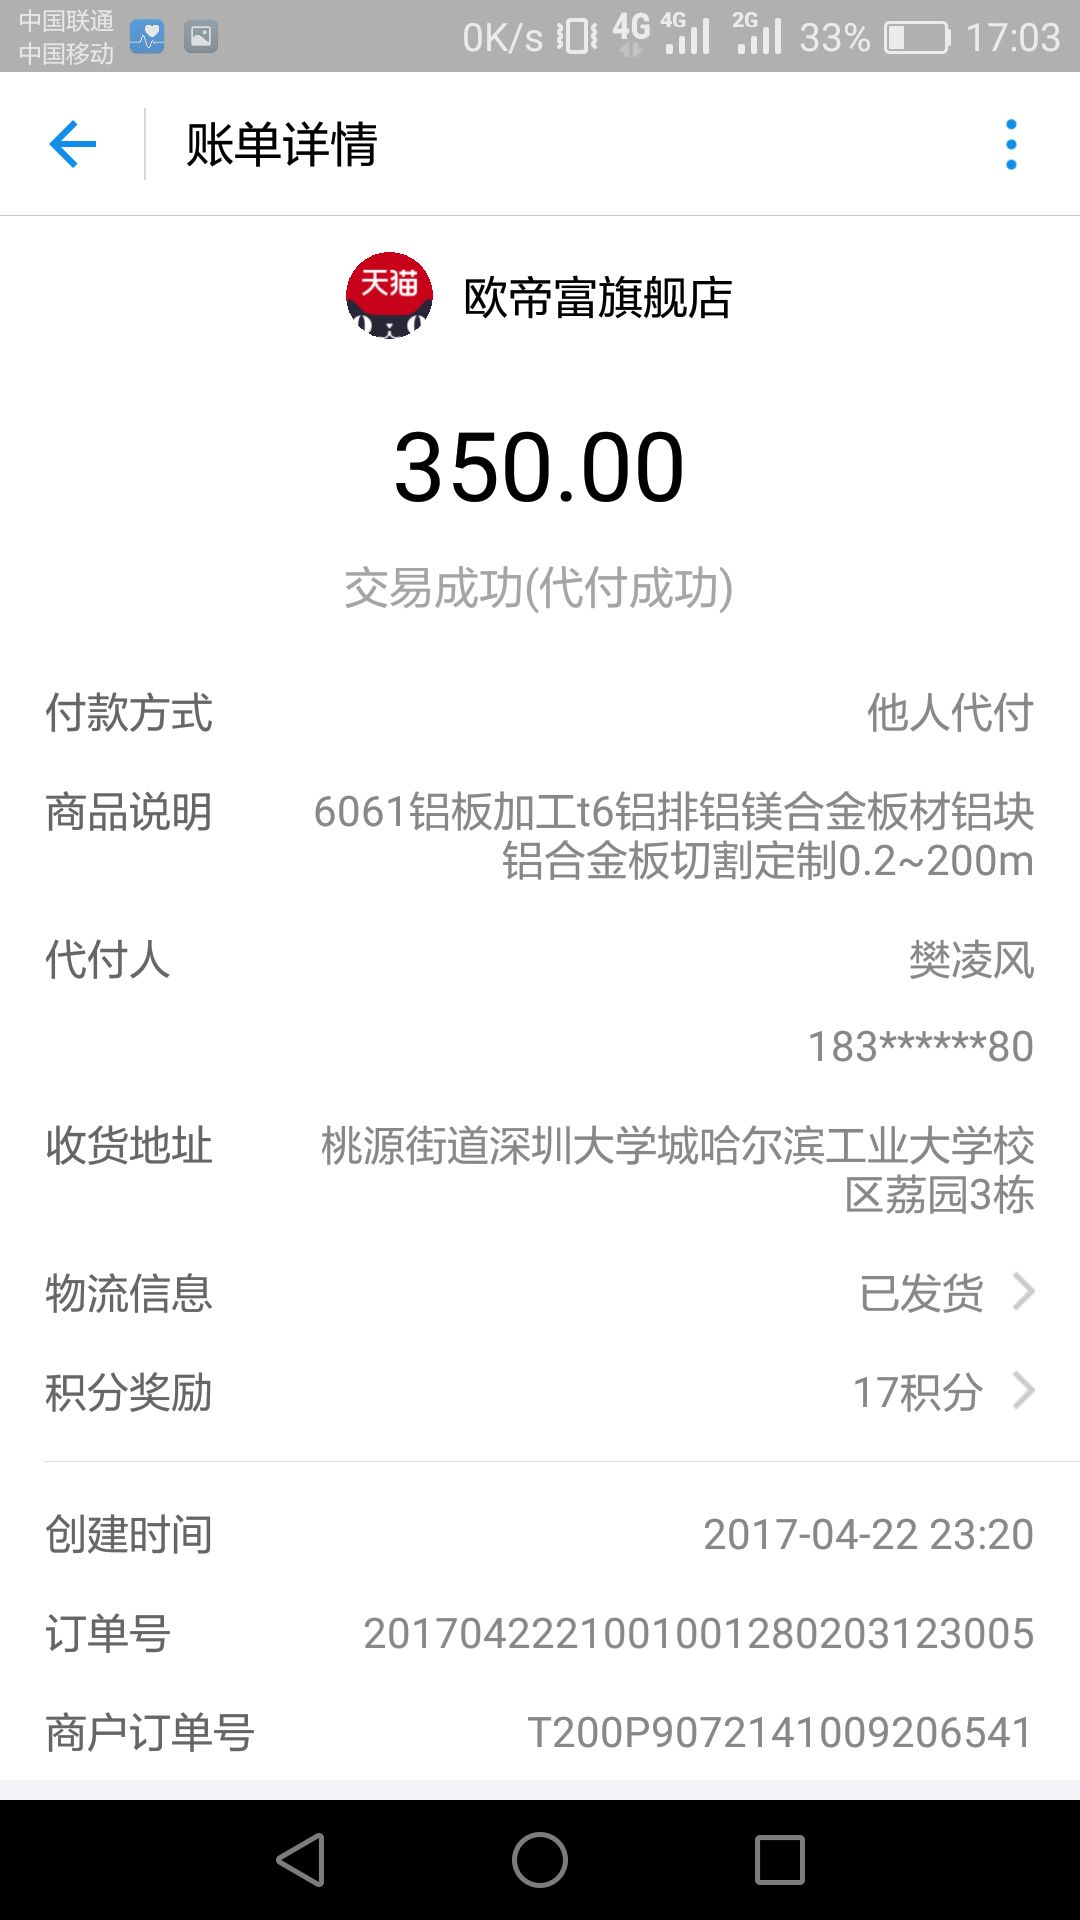 中国联通
中国移动
0K/s 4G 4G 2G 33% 17:03
账单详情
天猫 欧帝富旗舰店
350.00
交易成功(代付成功)
付款方式 他人代付
商品说明 6061铝板加工t6铝排铝镁合金板材铝块
铝合金板切割定制0.2~200m
代付人 樊凌风
183******80
收货地址 桃源街道深圳大学城哈尔滨工业大学校
区荔园3栋
物流信息 已发货
积分奖励 17积分
创建时间 2017-04-22 23:20
订单号 2017042221001001280203123005
商户订单号 T200P9072141009206541